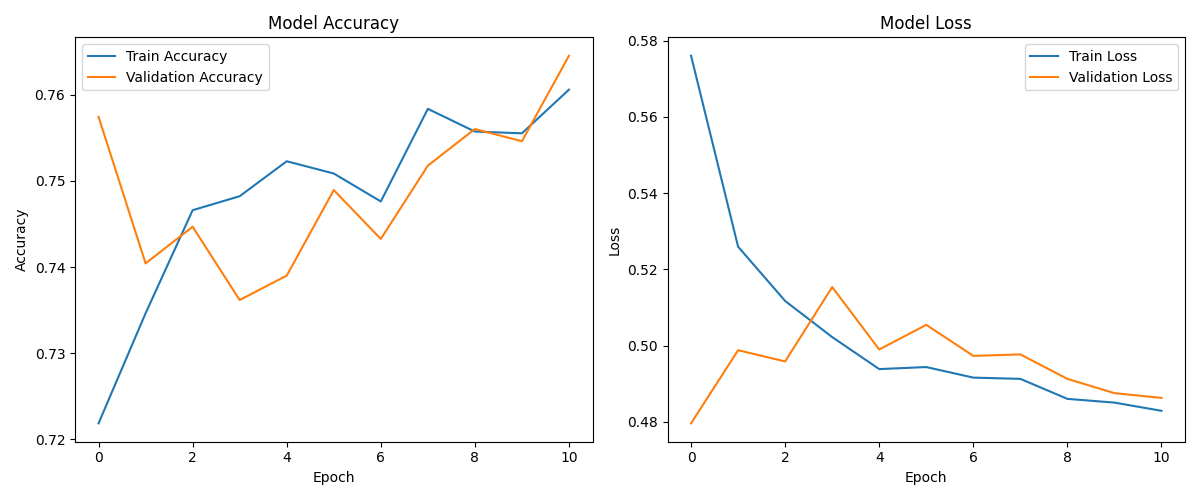 Model Accuracy
Train Accuracy
Validation Accuracy
0.76
0.75
0.74
0.73
0.72
Accuracy
0 2 4 6 8 10
Epoch
Model Loss
Train Loss
Validation Loss
0.58
0.56
0.54
0.52
0.50
0.48
Loss
0 2 4 6 8 10
Epoch